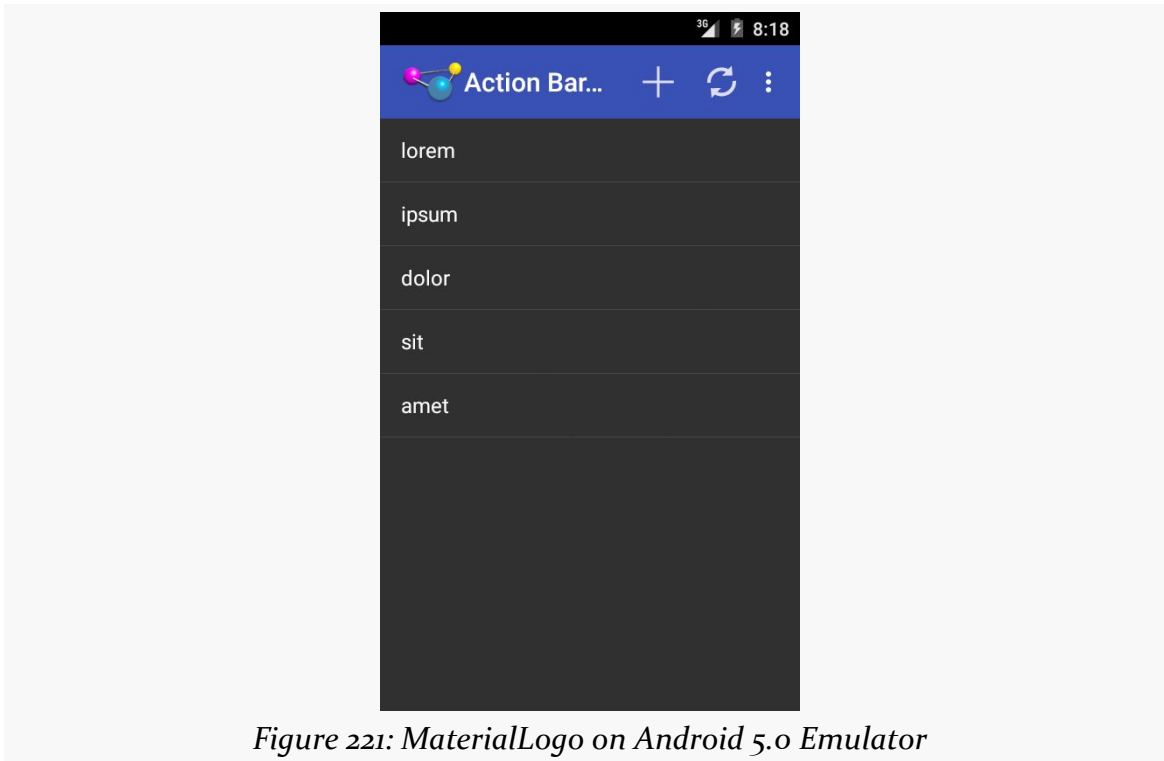 3G 8:18
Action Bar...
lorem
ipsum
dolor
sit
amet
Figure 221: MaterialLogo on Android 5.0 Emulator